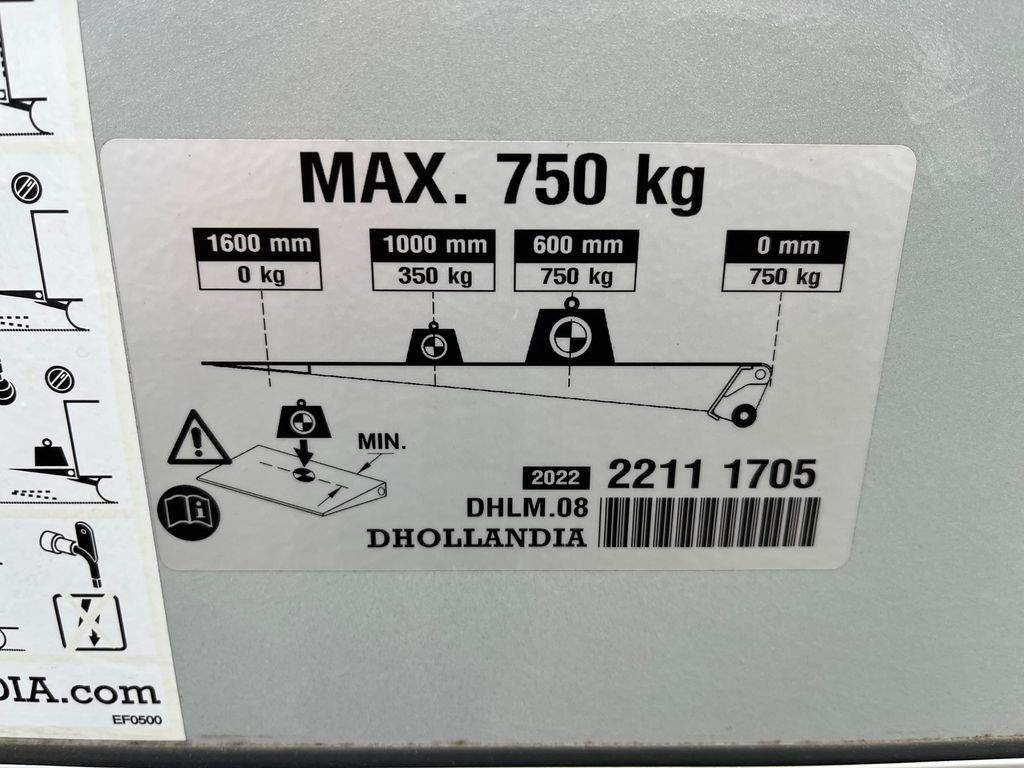 MAX. 750 kg
1600 mm 1000 mm 600 mm 0 mm
0 kg 350 kg 750 kg 750 kg
MIN.
2022 2211 1705
DHLM.08
DHOLLANDIA
DIA.com
EF0500